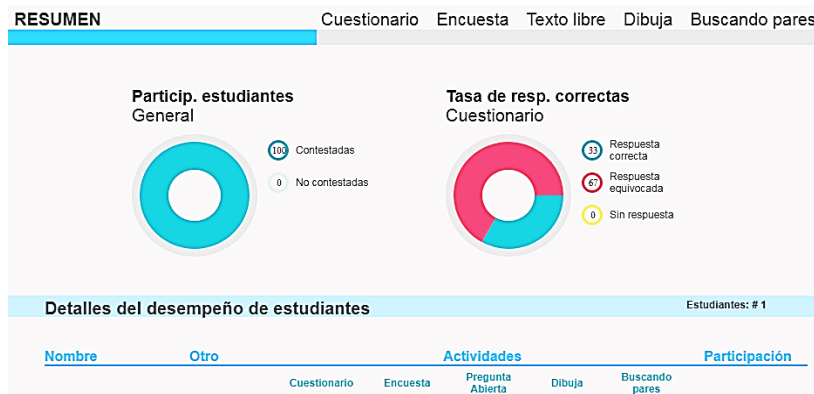 RESUMEN Cuestionario Encuesta Texto libre Dibuja Buscando pares
Particip. estudiantes
General
100 Contestadas
0 No contestadas
Tasa de resp. correctas
Cuestionario
33 Respuesta
correcta
67 Respuesta
equivocada
0 Sin respuesta
Detalles del desempeño de estudiantes Estudiantes: # 1
Nombre Otro Actividades Participación
Cuestionario Encuesta Pregunta
Abierta Dibuja Buscando
pares